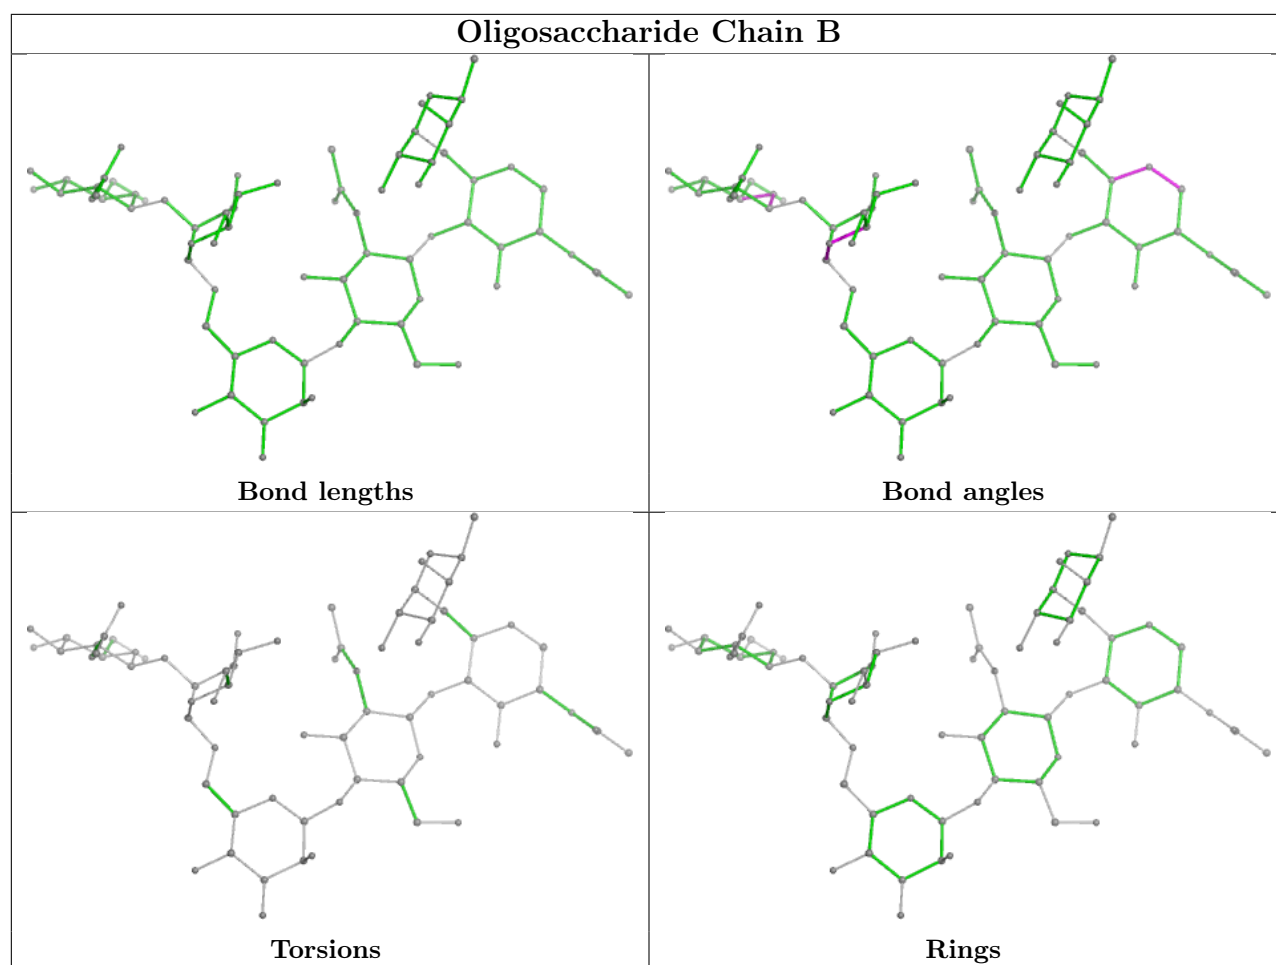 Oligosaccharide Chain B
Bond lengths
Bond angles
Torsions
Rings